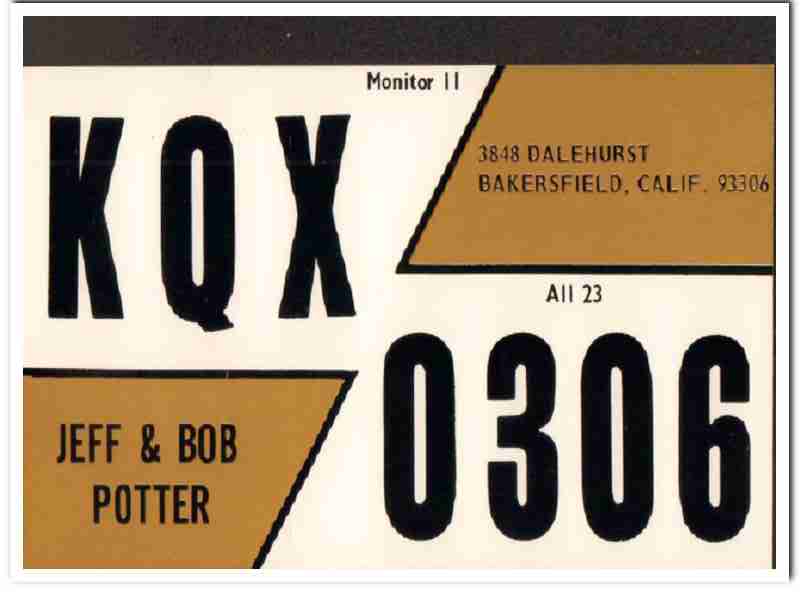 Monitor 11
KQX
3848 DALEHURST
BAKERSFIELD, CALIF. 93306
All 23
0306
JEFF & BOB
POTTER